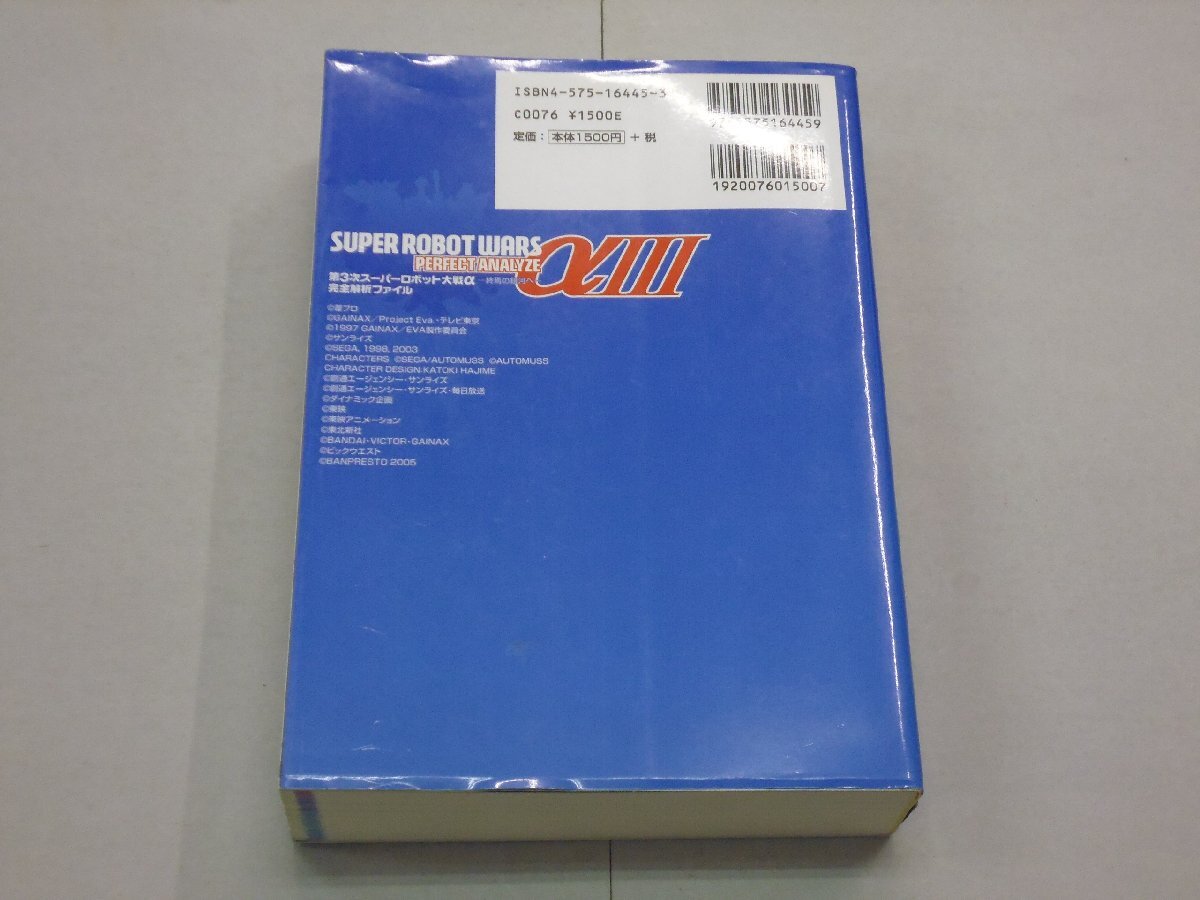 ISBN4-575-16445-3
C0076 ¥1500E
定価：本体1500円＋税
1920076015007
SUPER ROBOT WARS
PERFECT ANALYZE
αIII
第3次スーパーロボット大戦α 終焉の銀河へ
完全解析ファイル
©葦プロ
©GAINAX／Project Eva.・テレビ東京
©1997 GAINAX／EVA製作委員会
©サンライズ
©SEGA, 1998, 2003
CHARACTERS ©SEGA/AUTOMUSS ©AUTOMUSS
CHARACTER DESIGN:KATOKI HAJIME
©創通エージェンシー・サンライズ
©創通エージェンシー・サンライズ・毎日放送
©ダイナミック企画
©東映
©東映アニメーション
©東北新社
©BANDAI・VICTOR・GAINAX
©ビックウエスト
©BANPRESTO 2005